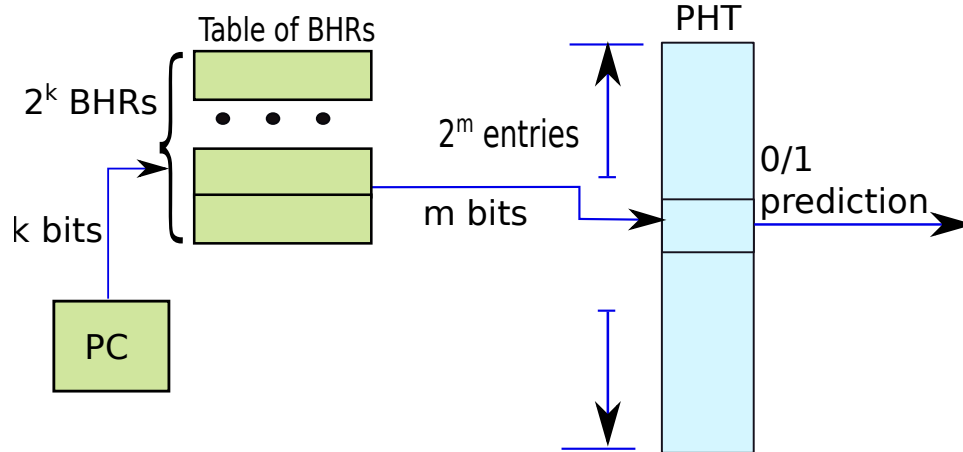 PHT
Table of BHRs
2^k BHRs
2^m entries
0/1
prediction
k bits
m bits
PC